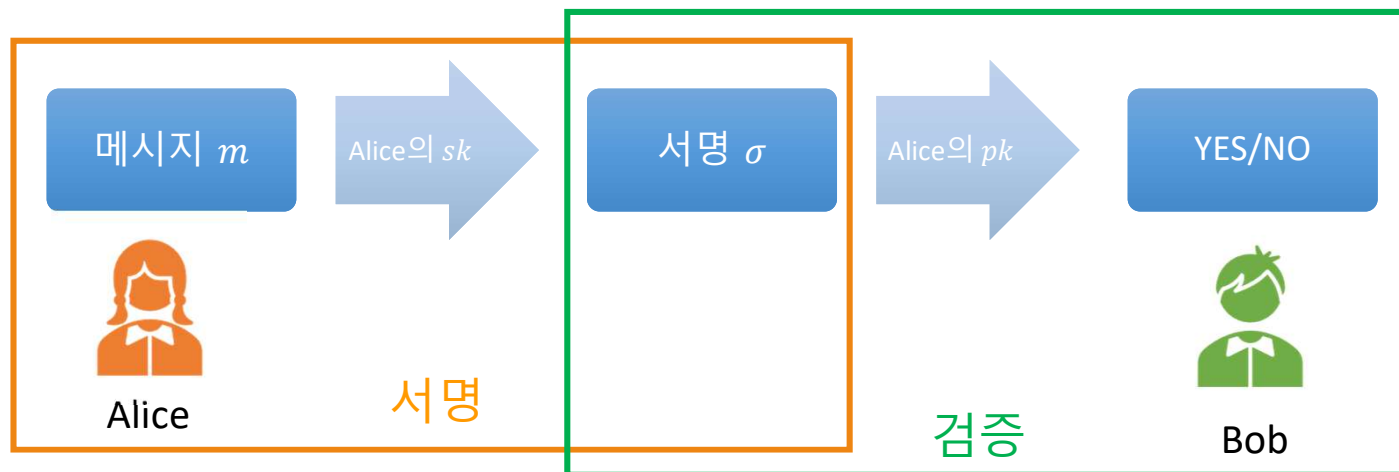 메시지 m
Alice의 sk
서명 σ
Alice의 pk
YES/NO
Alice
서명
검증
Bob